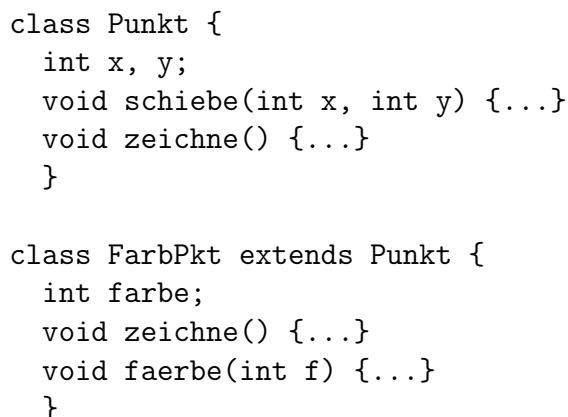 class Punkt {
  int x, y;
  void schiebe(int x, int y) {...}
  void zeichne() {...}
  }

class FarbPkt extends Punkt {
  int farbe;
  void zeichne() {...}
  void faerbe(int f) {...}
  }